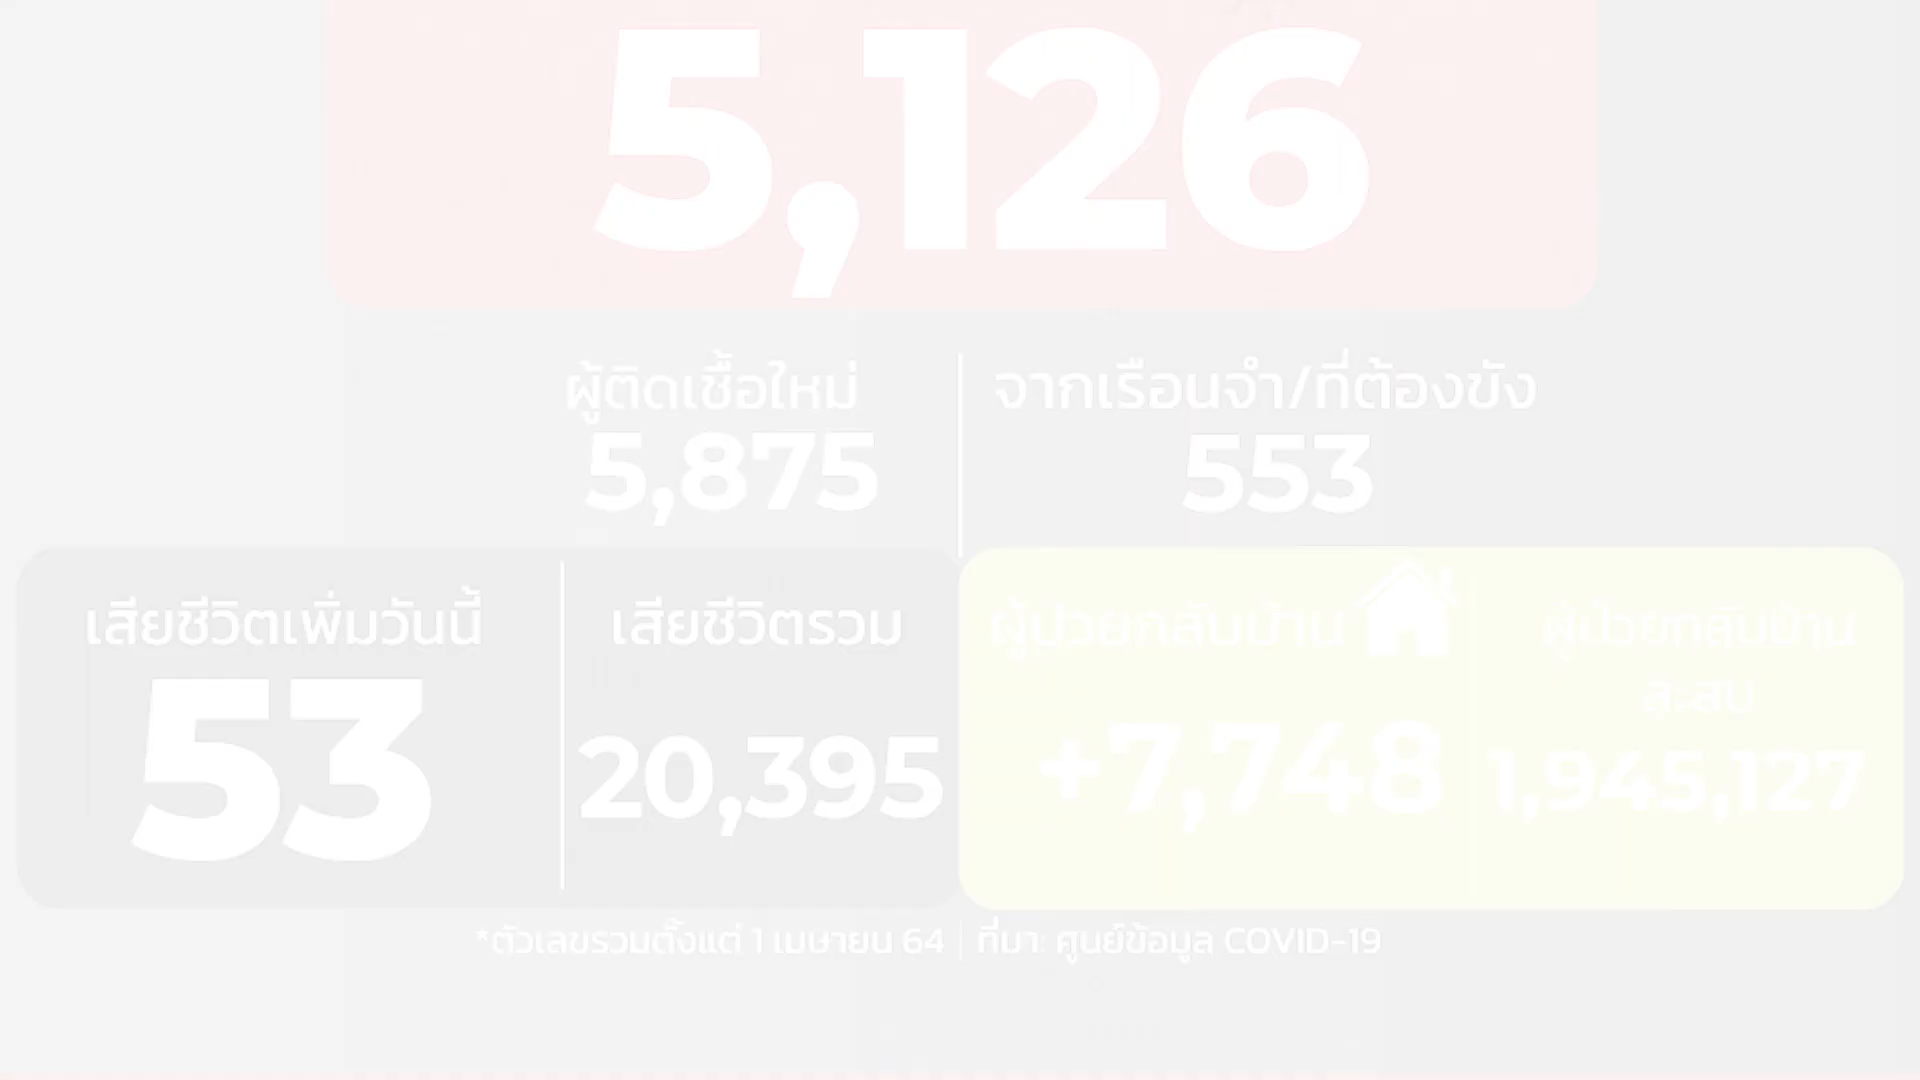 5,126
ผู้ติดเชื้อใหม่
5,875
จากเรือนจำ/ที่ต้องขัง
553
เสียชีวิตเพิ่มวันนี้
53
เสียชีวิตรวม
20,395
ผู้ป่วยกลับบ้าน
+7,748
ผู้ป่วยกลับบ้าน
สะสม
1,945,127
*ตัวเลขรวมตั้งแต่ 1 เมษายน 64
ที่มา: ศูนย์ข้อมูล COVID-19